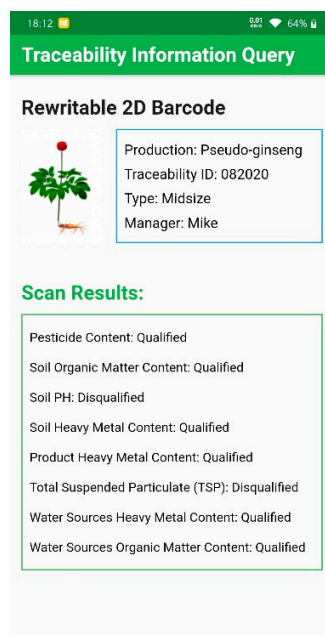 18:12
0.01
64%
Traceability Information Query
Rewritable 2D Barcode
Production: Pseudo-ginseng
Traceability ID: 082020
Type: Midsize
Manager: Mike
Scan Results:
Pesticide Content: Qualified
Soil Organic Matter Content: Qualified
Soil PH: Disqualified
Soil Heavy Metal Content: Qualified
Product Heavy Metal Content: Qualified
Total Suspended Particulate (TSP): Disqualified
Water Sources Heavy Metal Content: Qualified
Water Sources Organic Matter Content: Qualified